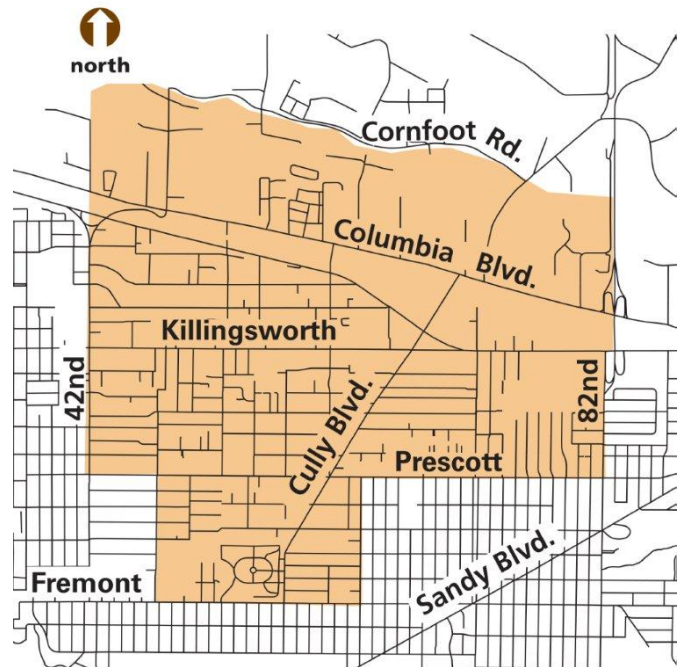 north
Cornfoot Rd.
Columbia Blvd.
Killingsworth
42nd
82nd
Cully Blvd.
Prescott
Sandy Blvd.
Fremont